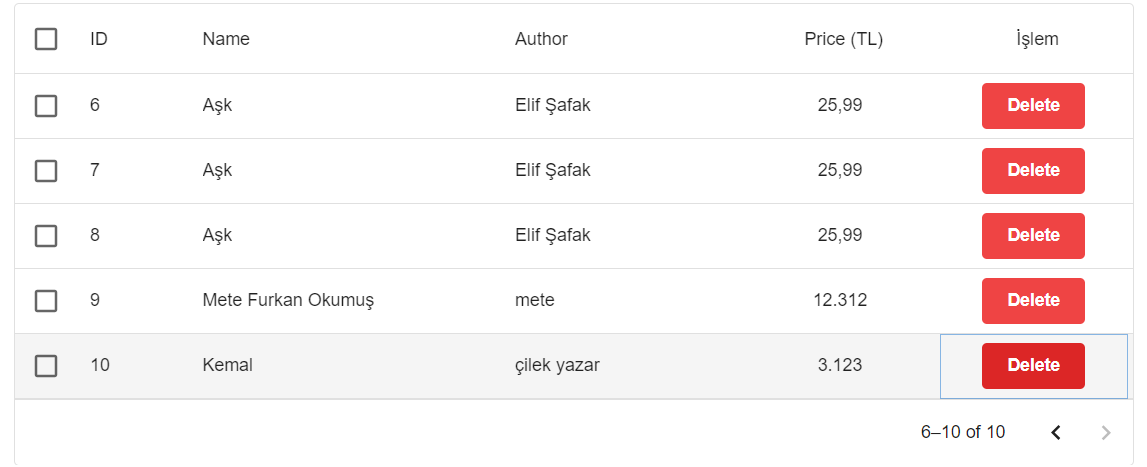 ID Name Author Price (TL) İşlem
6 Aşk Elif Şafak 25,99 Delete
7 Aşk Elif Şafak 25,99 Delete
8 Aşk Elif Şafak 25,99 Delete
9 Mete Furkan Okumuş mete 12.312 Delete
10 Kemal çilek yazar 3.123 Delete
6–10 of 10